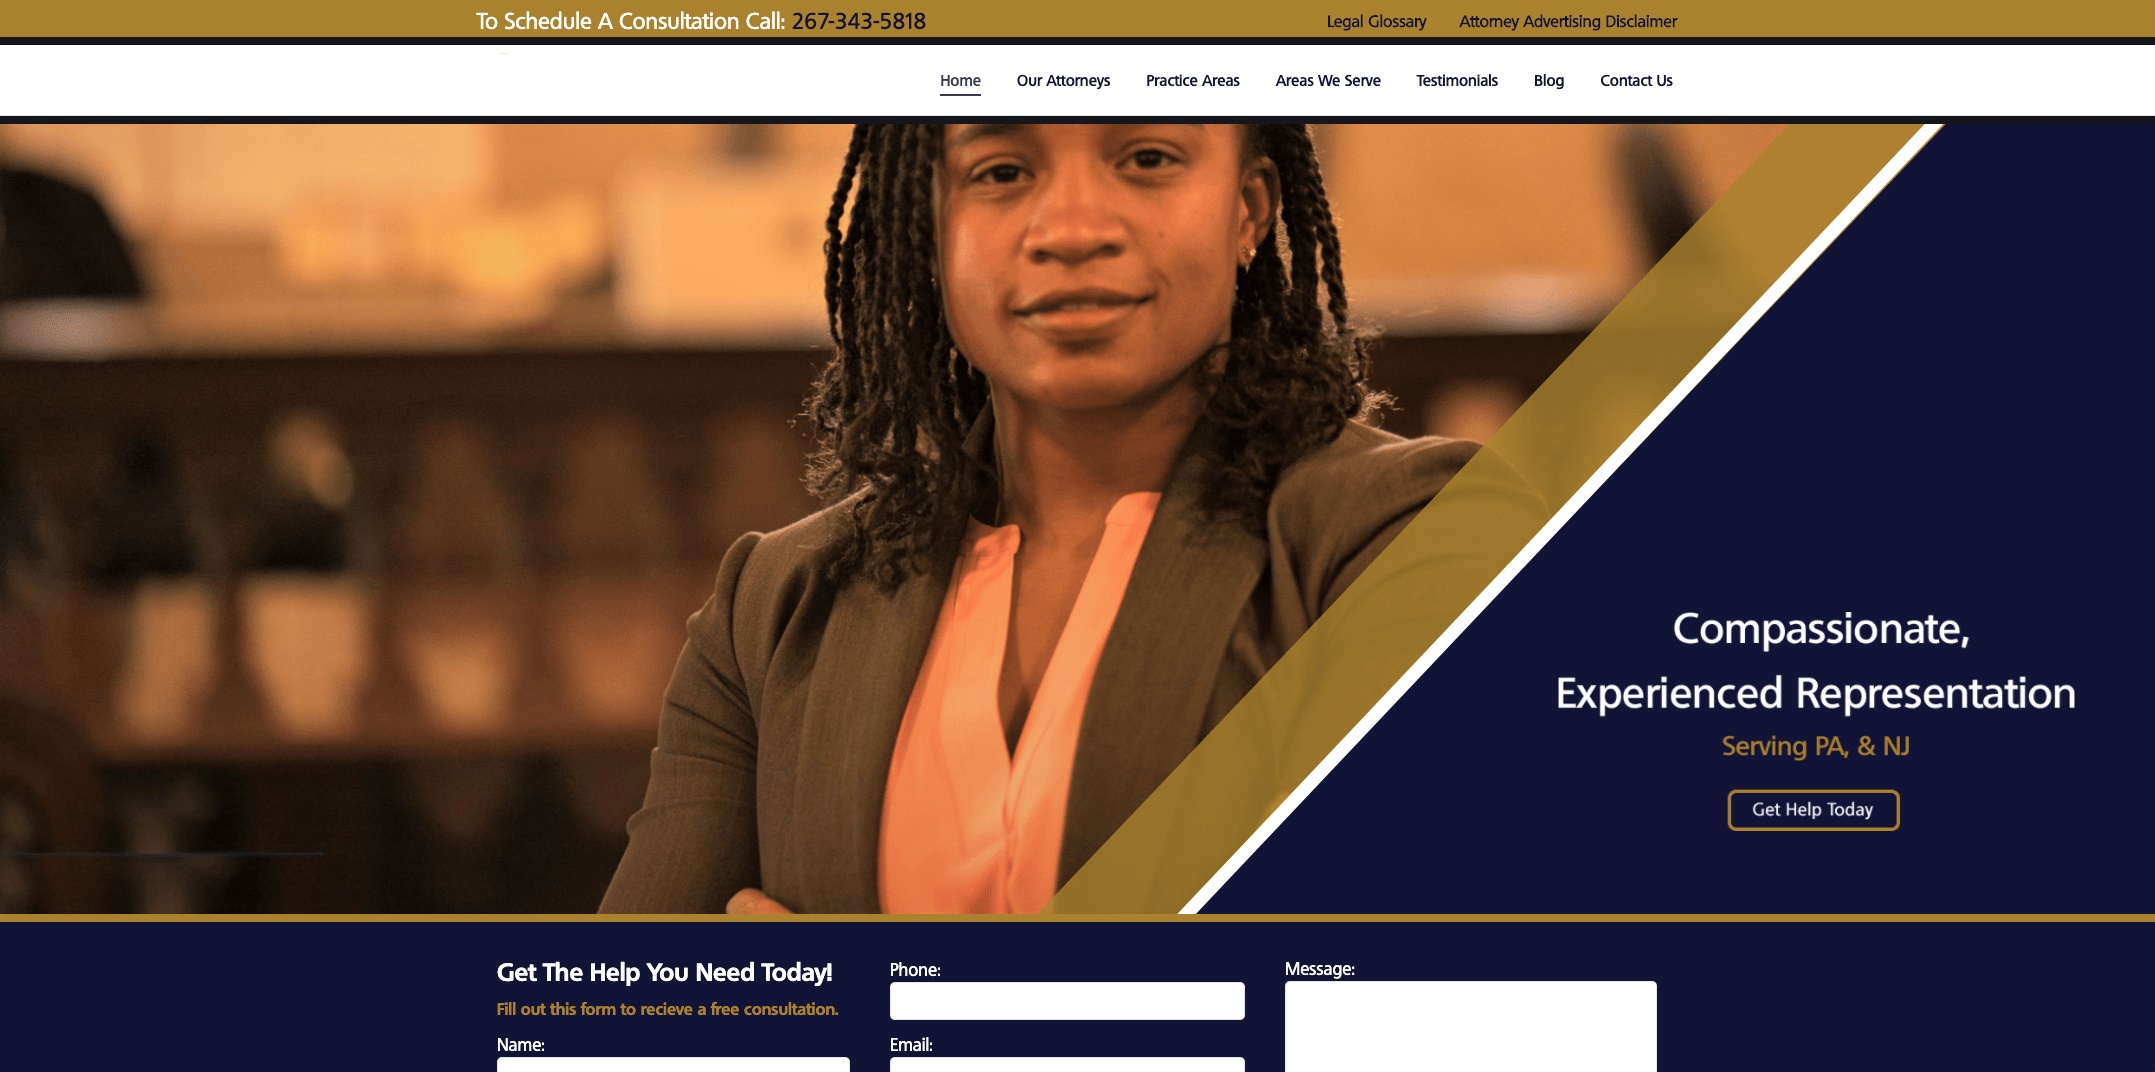 To Schedule A Consultation Call: 267-343-5818
Legal Glossary
Attorney Advertising Disclaimer
Home
Our Attorneys
Practice Areas
Areas We Serve
Testimonials
Blog
Contact Us
Compassionate,
Experienced Representation
Serving PA, & NJ
Get Help Today
Get The Help You Need Today!
Fill out this form to recieve a free consultation.
Name:
Phone:
Email:
Message: